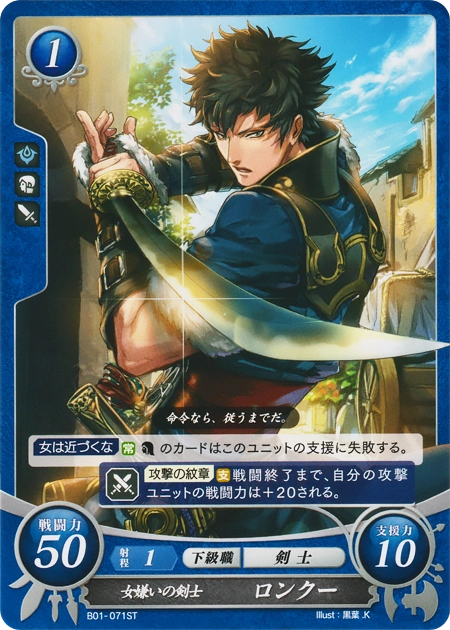 1
命令なら、従うまでだ。
女は近づくな 常 のカードはこのユニットの支援に失敗する。
攻撃の紋章 支 戦闘終了まで、自分の攻撃
ユニットの戦闘力は+20される。
戦闘力
50
射程 1 下級職 剣士
支援力
10
女嫌いの剣士 ロンクー
B01-071ST
Illust:黒葉.K